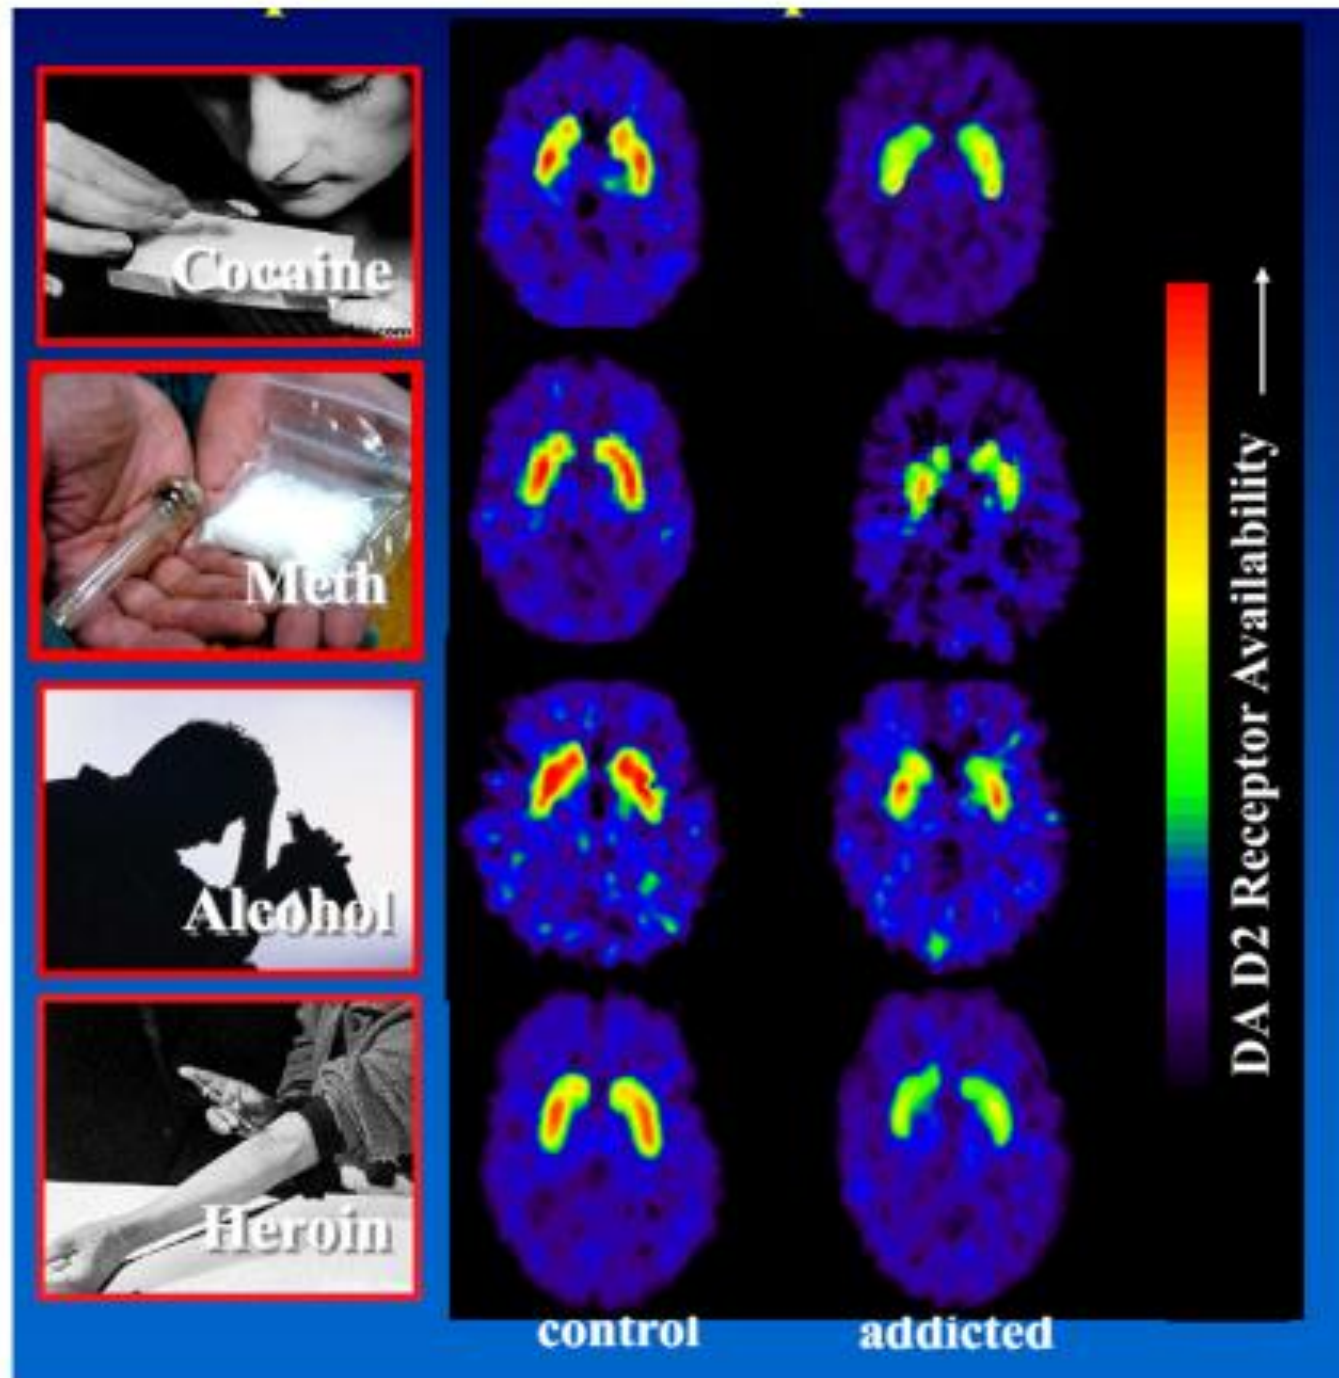 Cocaine
Meth
Alcohol
Heroin
control
addicted
DA D2 Receptor Availability